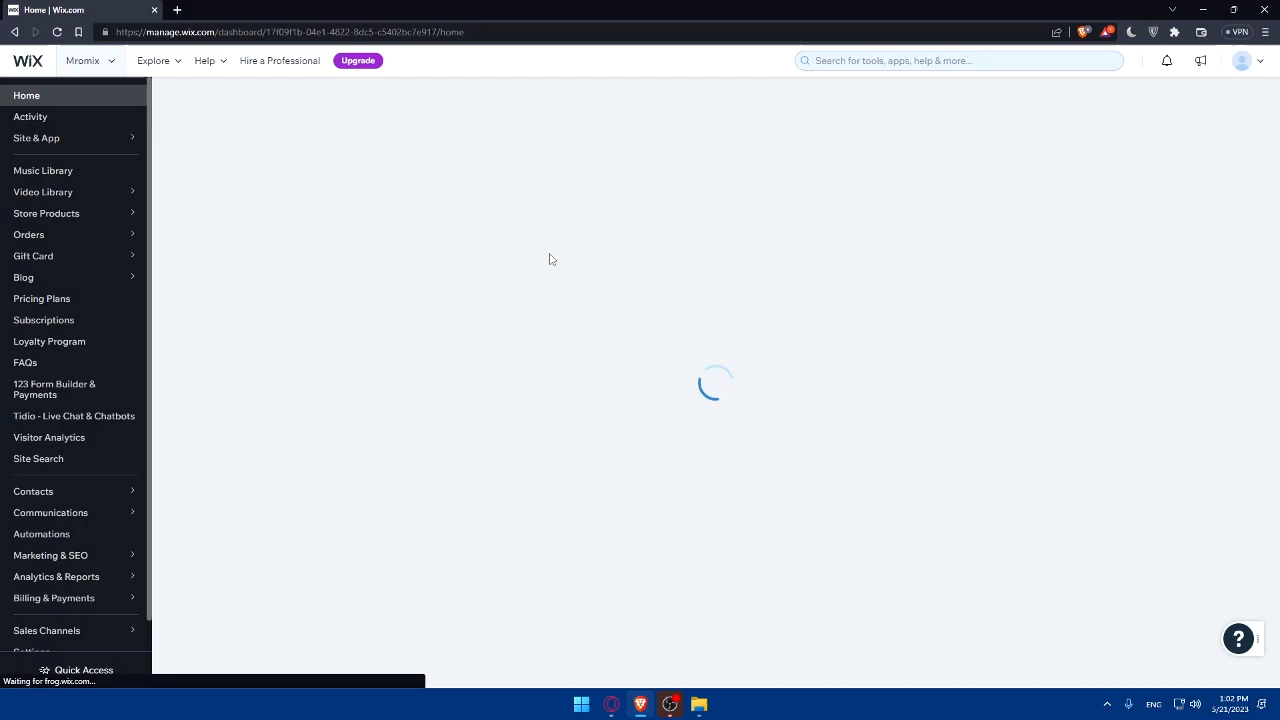 Home | Wix.com
https://manage.wix.com/dashboard/17f09f1b-04e1-4822-8dc5-c5402bc7e917/home
VPN
WiX
Mromix
Explore
Help
Hire a Professional
Upgrade
Search for tools, apps, help & more...
Home
Activity
Site & App
Music Library
Video Library
Store Products
Orders
Gift Card
Blog
Pricing Plans
Subscriptions
Loyalty Program
FAQs
123 Form Builder &
Payments
Tidio - Live Chat & Chatbots
Visitor Analytics
Site Search
Contacts
Communications
Automations
Marketing & SEO
Analytics & Reports
Billing & Payments
Sales Channels
Settings
Quick Access
Waiting for frog.wix.com...
?
ENG
1:02 PM
5/21/2023